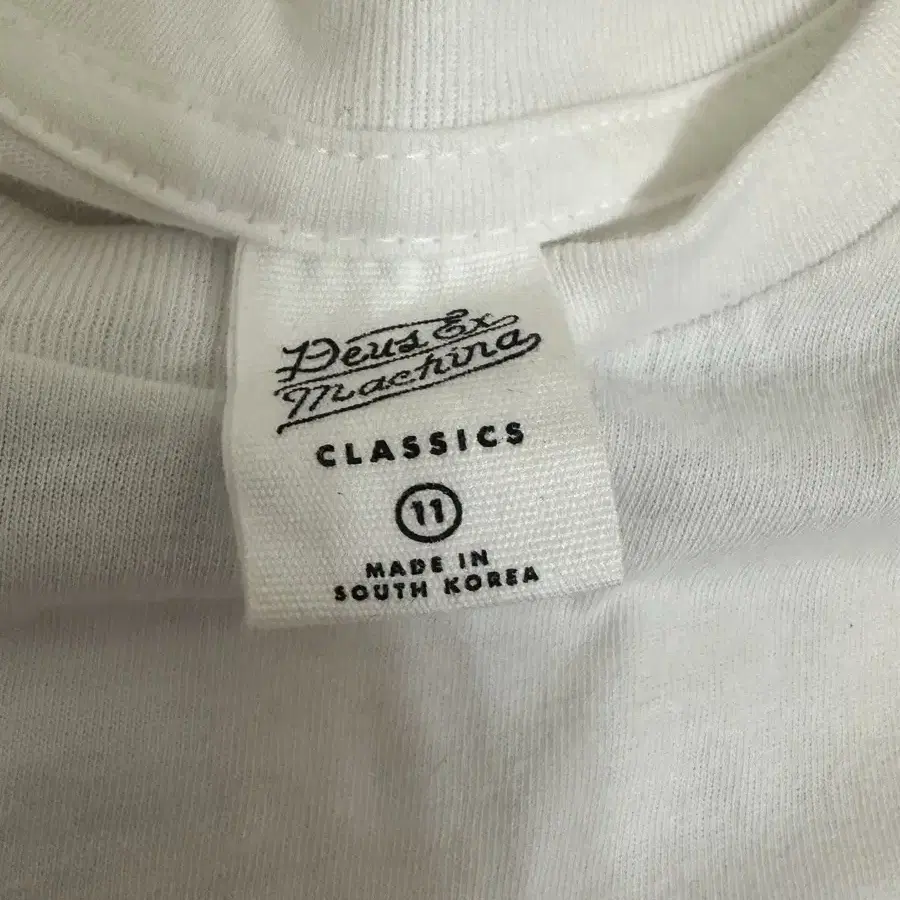 Deus Ex
Machina
CLASSICS
11
MADE IN
SOUTH KOREA